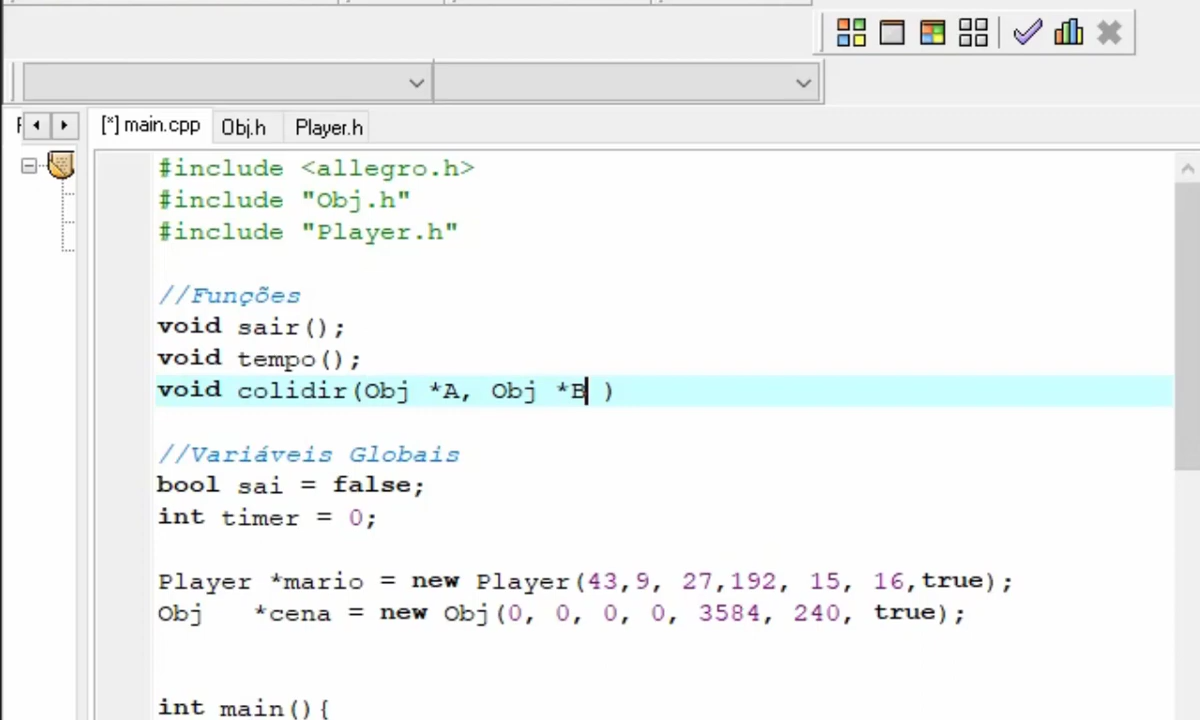 [*] main.cpp Obj.h Player.h
#include <allegro.h>
#include "Obj.h"
#include "Player.h"
//Funções
void sair();
void tempo();
void colidir(Obj *A, Obj *B )
//Variáveis Globais
bool sai = false;
int timer = 0;
Player *mario = new Player(43,9, 27,192, 15, 16,true);
Obj   *cena = new Obj(0, 0, 0, 0, 3584, 240, true);
int main(){